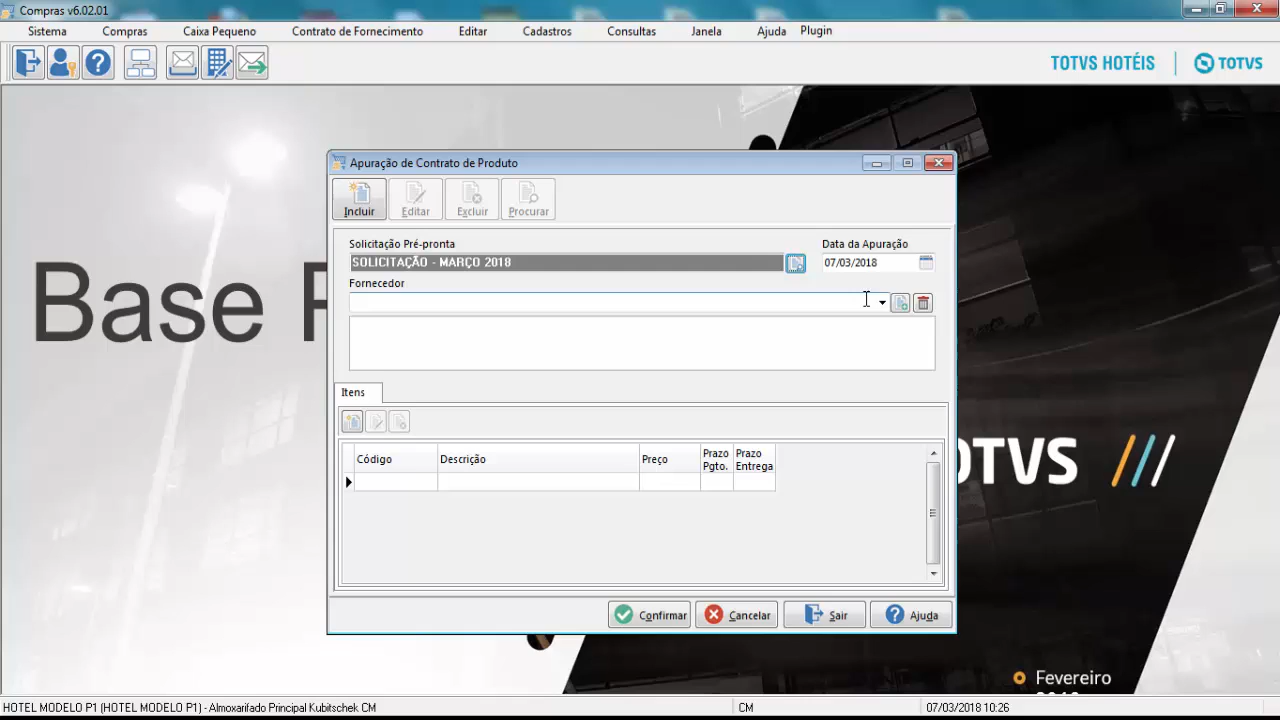 Compras v6.02.01
Sistema Compras Caixa Pequeno Contrato de Fornecimento Editar Cadastros Consultas Janela Ajuda Plugin
TOTVS HOTÉIS TOTVS
Base
Apuração de Contrato de Produto
Incluir Editar Excluir Procurar
Solicitação Pré-pronta Data da Apuração
SOLICITAÇÃO - MARÇO 2018 07/03/2018
Fornecedor
Itens
Código Descrição Preço Prazo Pgto. Prazo Entrega
OTVS
Confirmar Cancelar Sair Ajuda
Fevereiro
HOTEL MODELO P1 (HOTEL MODELO P1) - Almoxarifado Principal Kubitschek CM CM 07/03/2018 10:26